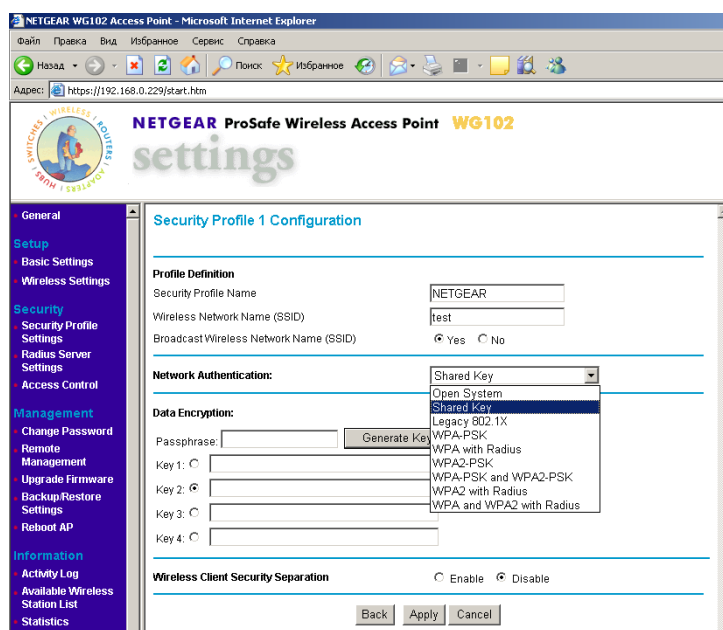 NETGEAR WG102 Access Point - Microsoft Internet Explorer
Файл Правка Вид Избранное Сервис Справка
Назад Поиск Избранное
Адрес: https://192.168.0.229/start.htm
SWITCHES | WIRELESS | ROUTERS | ADAPTERS | HUBS
NETGEAR ProSafe Wireless Access Point WG102
settings
General
Setup
Basic Settings
Wireless Settings
Security
Security Profile
Settings
Radius Server
Settings
Access Control
Management
Change Password
Remote
Management
Upgrade Firmware
Backup/Restore
Settings
Reboot AP
Information
Activity Log
Available Wireless
Station List
Statistics
Security Profile 1 Configuration
Profile Definition
Security Profile Name NETGEAR
Wireless Network Name (SSID) test
Broadcast Wireless Network Name (SSID) Yes No
Network Authentication: Shared Key
Open System
Shared Key
Legacy 802.1X
WPA-PSK
WPA with Radius
WPA2-PSK
WPA-PSK and WPA2-PSK
WPA2 with Radius
WPA and WPA2 with Radius
Data Encryption:
Passphrase: Generate Key
Key 1:
Key 2:
Key 3:
Key 4:
Wireless Client Security Separation Enable Disable
Back Apply Cancel